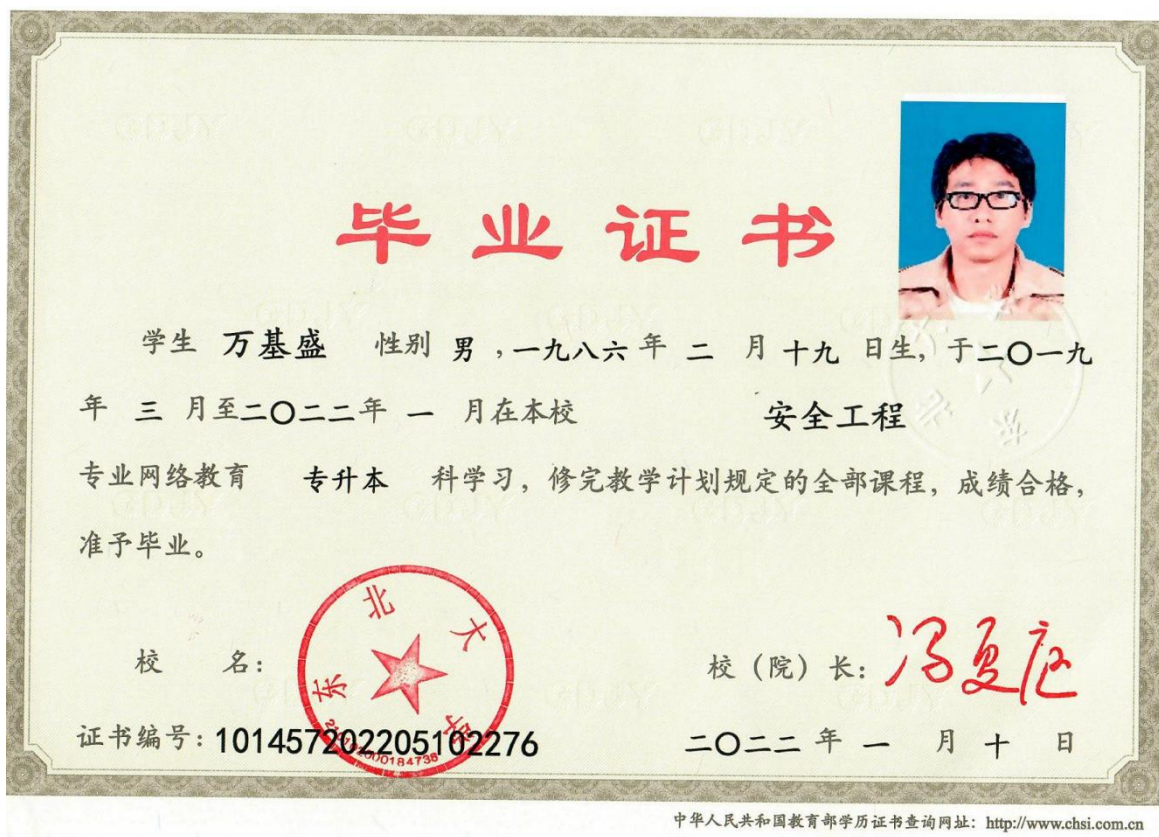 毕业证书
学生 万基盛 性别 男 ,一九八六 年 二 月 十九 日生, 于二〇一九
年 三 月至二〇二二年 一 月在本校 安全工程
专业网络教育 专升本 科学习, 修完教学计划规定的全部课程, 成绩合格,
准予毕业。
东北大学
校 名:
校 (院) 长: 冯夏庭
证书编号: 101457202205102276
二〇二二 年 一 月 十 日
中华人民共和国教育部学历证书查询网址: http://www.chsi.com.cn